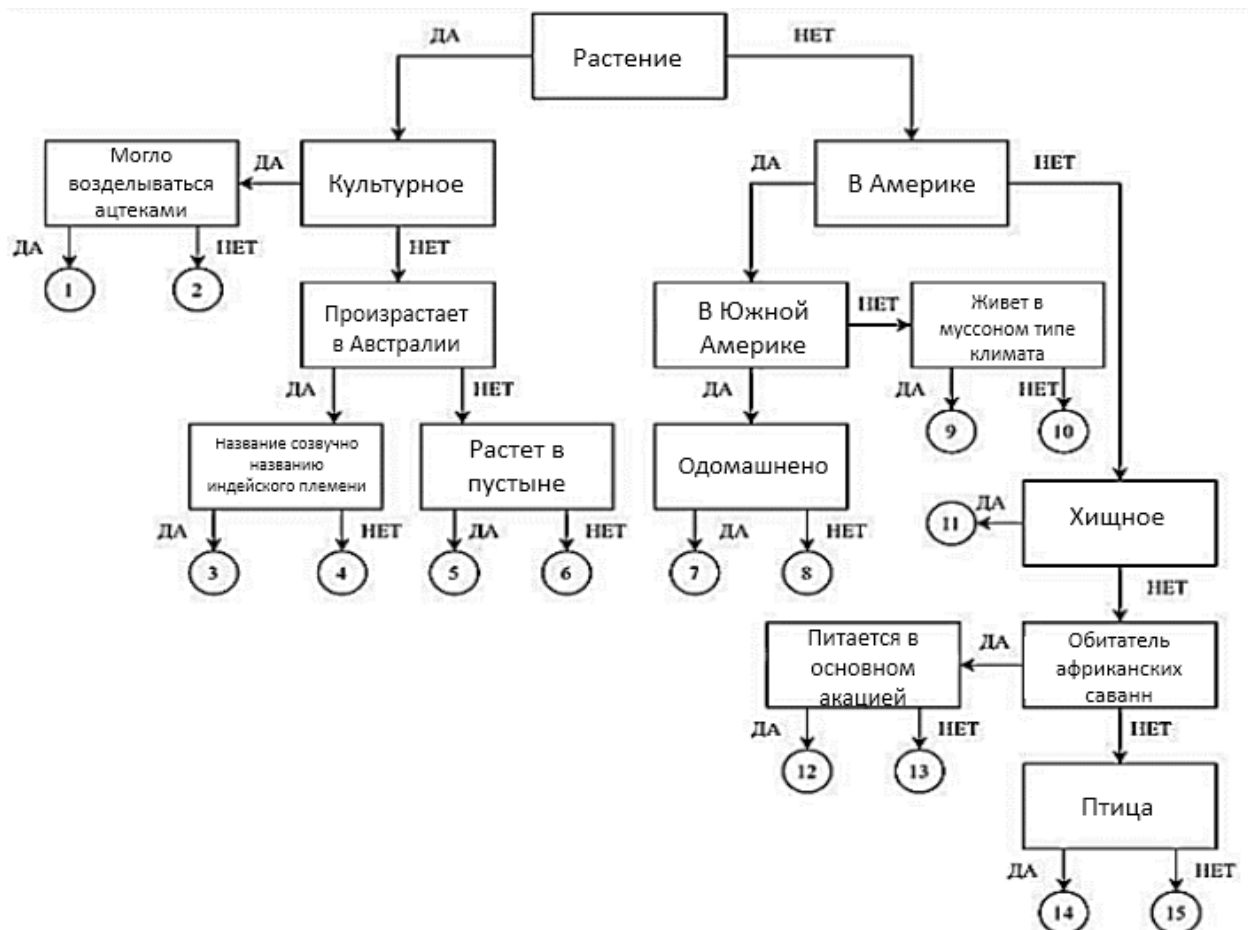 ДА
НЕТ
Растение
Могло
возделываться
ацтеками
ДА
Культурное
ДА
В Америке
НЕТ
ДА
НЕТ
НЕТ
1
2
Произрастает
в Австралии
В Южной
Америке
НЕТ
Живет в
муссоном типе
климата
ДА
НЕТ
ДА
ДА
НЕТ
9
10
Название созвучно
названию
индейского племени
Растет в
пустыне
Одомашнено
Хищное
ДА
11
ДА
НЕТ
ДА
НЕТ
ДА
НЕТ
3
4
5
6
7
8
НЕТ
Питается в
основном
акацией
ДА
Обитатель
африканских
саванн
ДА
НЕТ
НЕТ
12
13
Птица
ДА
НЕТ
14
15